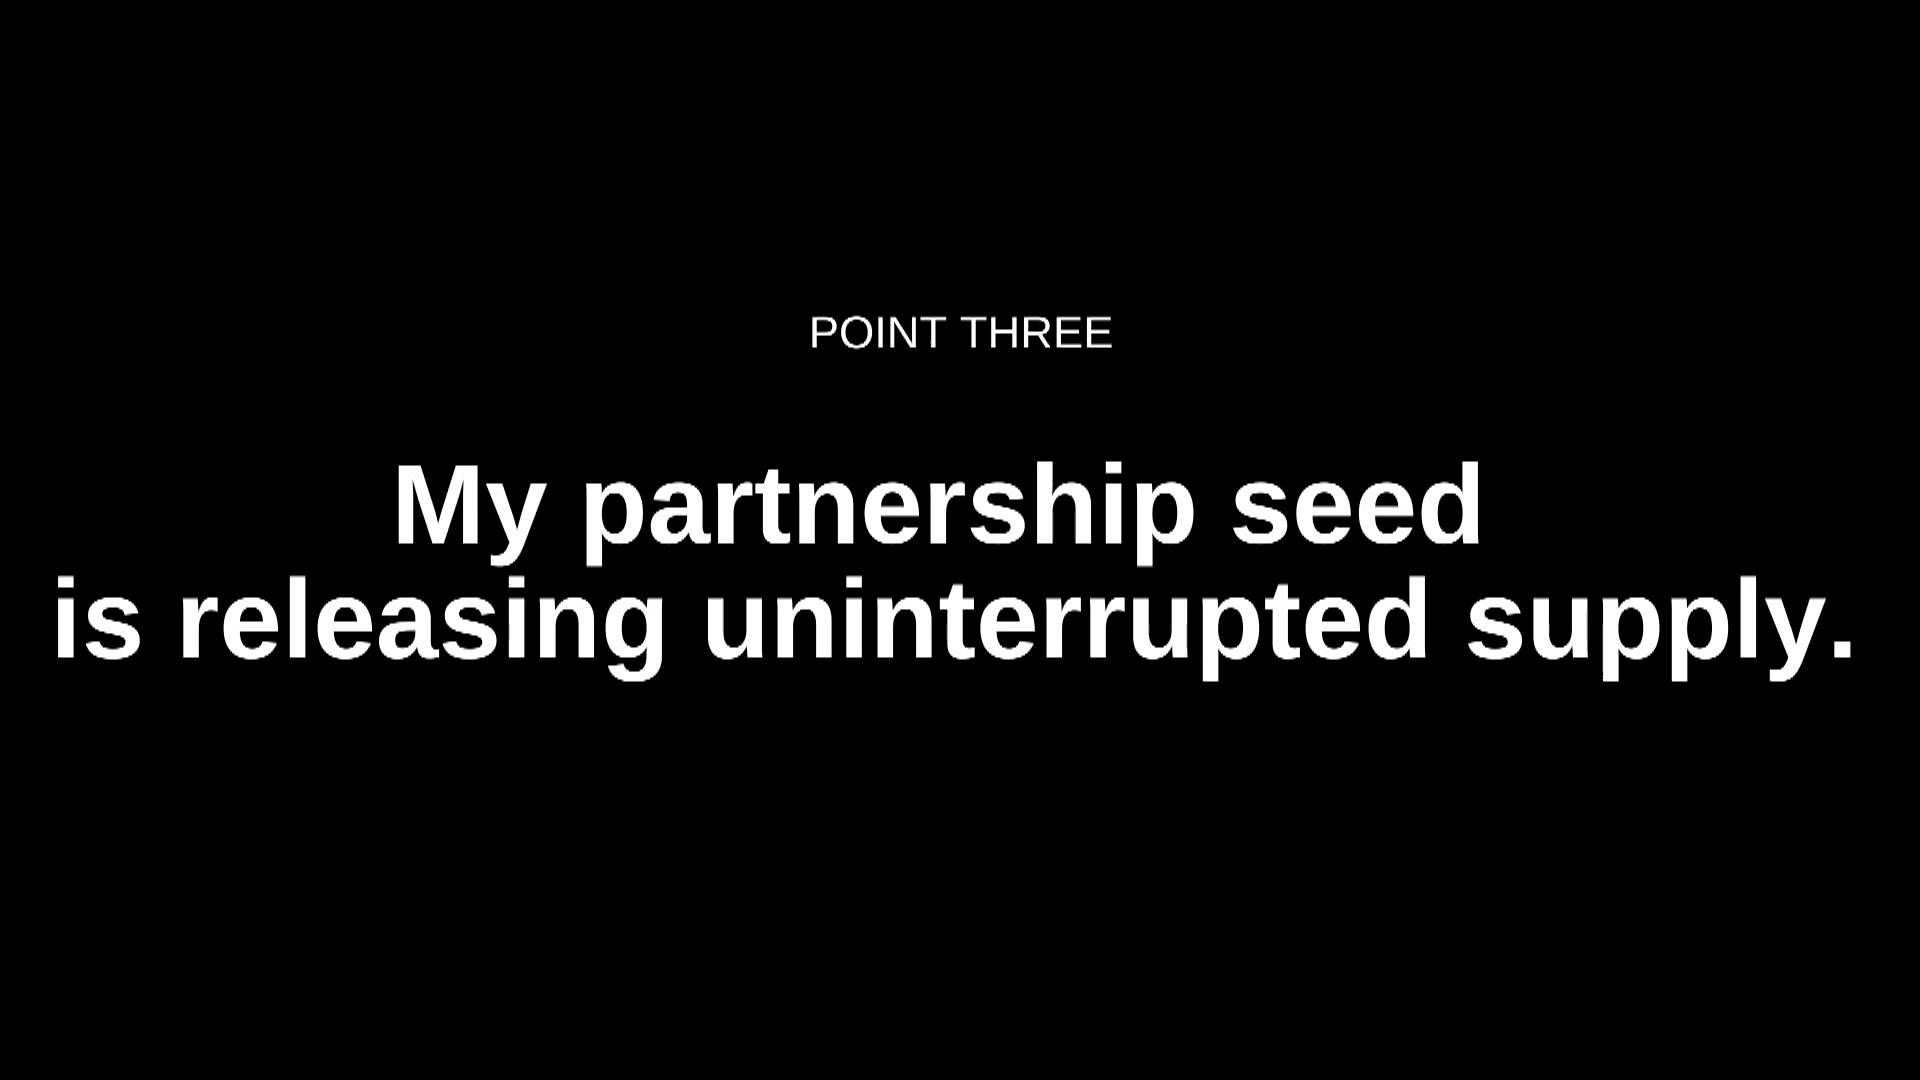 POINT THREE
My partnership seed
is releasing uninterrupted supply.